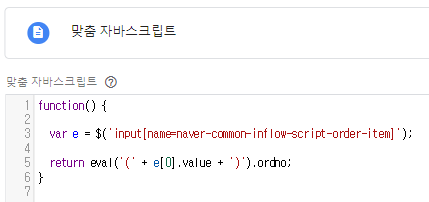 맞춤 자바스크립트
맞춤 자바스크립트 ?
1 function() {
2
3 var e = $('input[name=naver-common-inflow-script-order-item]');
4
5 return eval('(' + e[0].value + ')').ordno;
6 }
7